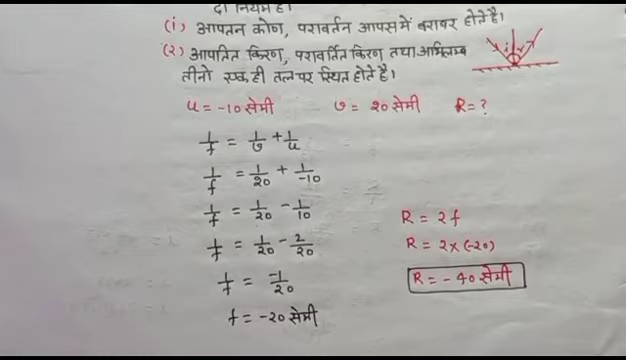 दो नियम है।
(i) आपतन कोण, परावर्तन आपस में बराबर होते है।
(२) आपतित किरण, परावर्तित किरण तथा अभिलम्ब
तीनो एक ही तल पर स्थित होते है।
u = -10 सेमी v = 20 सेमी R = ?
1/f = 1/v + 1/u
1/f = 1/20 + 1/-10
1/f = 1/20 - 1/10
1/f = 1/20 - 2/20
1/f = -1/20
f = -20 सेमी
R = 2f
R = 2x(-20)
R = - 40 सेमी